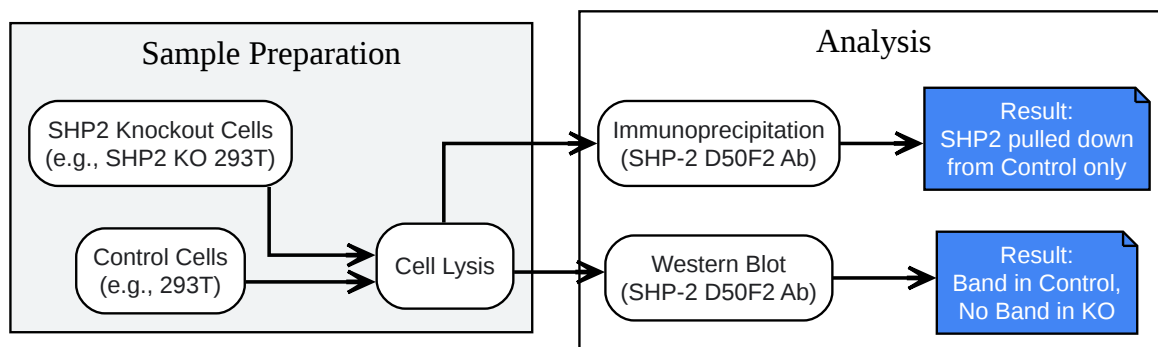 Sample Preparation
SHP2 Knockout Cells
(e.g., SHP2 KO 293T)
Control Cells
(e.g., 293T)
Cell Lysis
Analysis
Immunoprecipitation
(SHP-2 D50F2 Ab)
Result:
SHP2 pulled down
from Control only
Western Blot
(SHP-2 D50F2 Ab)
Result:
Band in Control,
No Band in KO